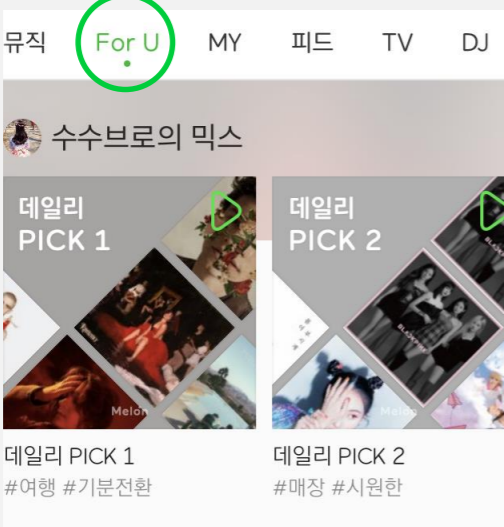 뮤직 For U MY 피드 TV DJ
수수브로의 믹스
데일리
PICK 1
데일리
PICK 2
Melon
Melon
데일리 PICK 1
#여행 #기분전환
데일리 PICK 2
#매장 #시원한